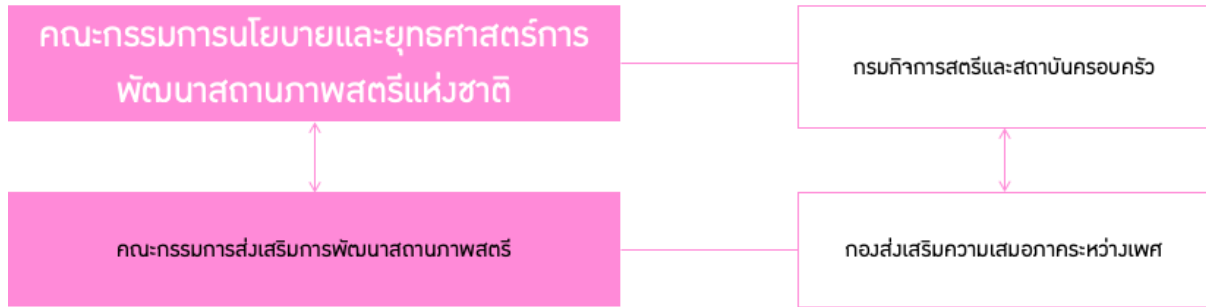 คณะกรรมการนโยบายและยุทธศาสตร์การ
พัฒนาสถานภาพสตรีแห่งชาติ
กรมกิจการสตรีและสถาบันครอบครัว
คณะกรรมการส่งเสริมการพัฒนาสถานภาพสตรี
กองส่งเสริมความเสมอภาคระหว่างเพศ